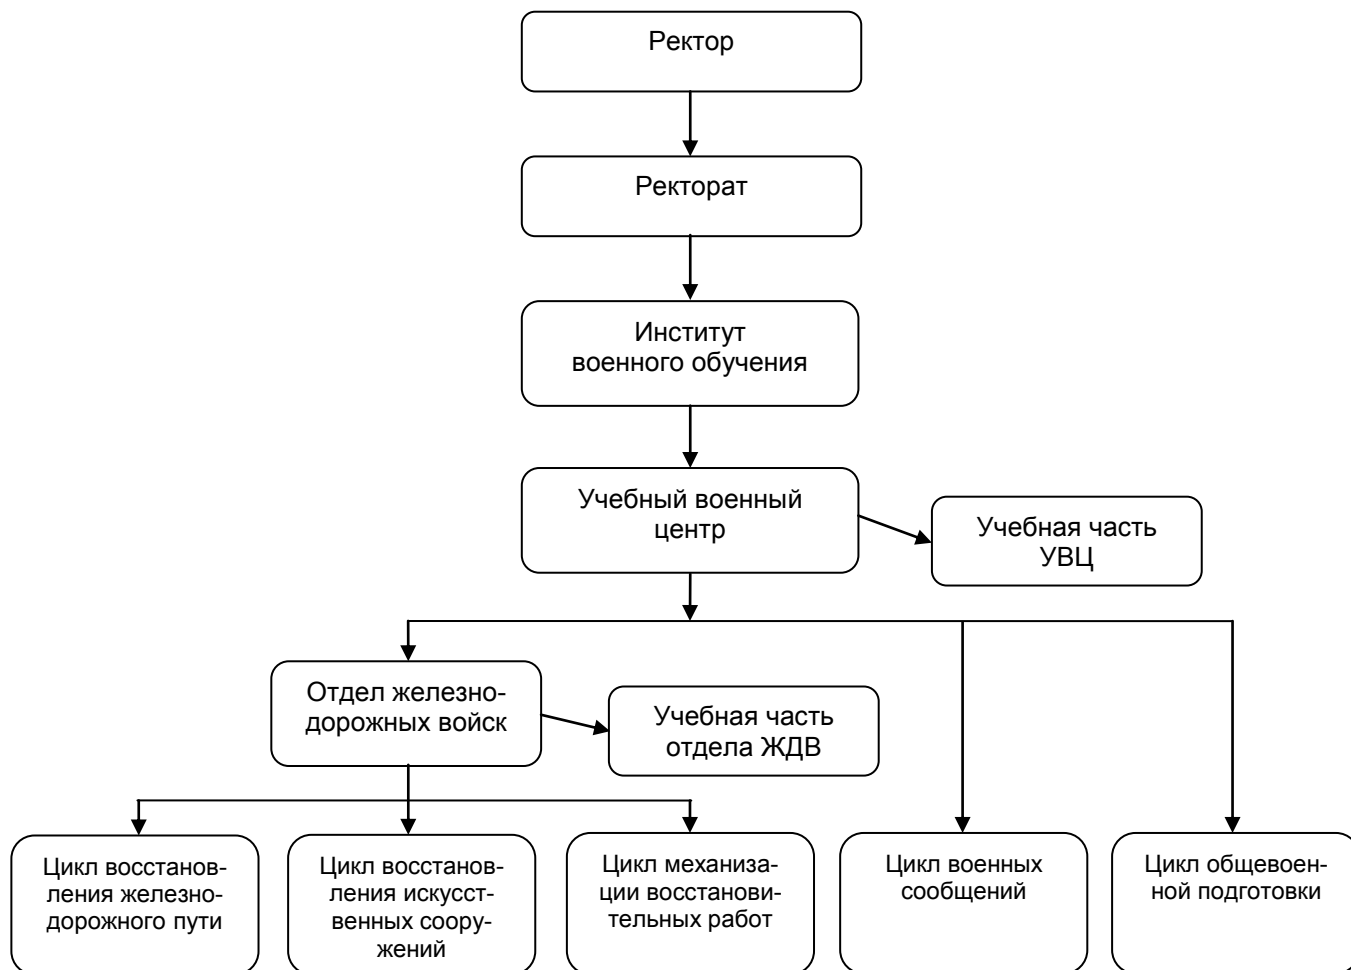 Ректор
Ректорат
Институт
военного обучения
Учебный военный
центр
Учебная часть
УВЦ
Отдел железно-
дорожных войск
Учебная часть
отдела ЖДВ
Цикл восстанов-
ления железно-
дорожного пути
Цикл восстанов-
ления искусст-
венных соору-
жений
Цикл механиза-
ции восстанови-
тельных работ
Цикл военных
сообщений
Цикл общевоен-
ной подготовки